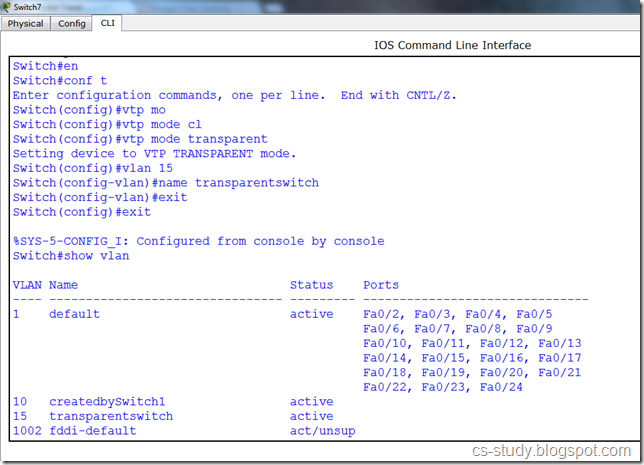 Switch7
Physical Config CLI
IOS Command Line Interface
Switch#en
Switch#conf t
Enter configuration commands, one per line.  End with CNTL/Z.
Switch(config)#vtp mo
Switch(config)#vtp mode cl
Switch(config)#vtp mode transparent
Setting device to VTP TRANSPARENT mode.
Switch(config)#vlan 15
Switch(config-vlan)#name transparentswitch
Switch(config-vlan)#exit
Switch(config)#exit
%SYS-5-CONFIG_I: Configured from console by console
Switch#show vlan
VLAN Name                             Status    Ports
---- -------------------------------- --------- -------------------------------
1    default                          active    Fa0/2, Fa0/3, Fa0/4, Fa0/5
                                                Fa0/6, Fa0/7, Fa0/8, Fa0/9
                                                Fa0/10, Fa0/11, Fa0/12, Fa0/13
                                                Fa0/14, Fa0/15, Fa0/16, Fa0/17
                                                Fa0/18, Fa0/19, Fa0/20, Fa0/21
                                                Fa0/22, Fa0/23, Fa0/24
10   createdbySwitch1                 active
15   transparentswitch                active
1002 fddi-default                     act/unsup
cs-study.blogspot.com